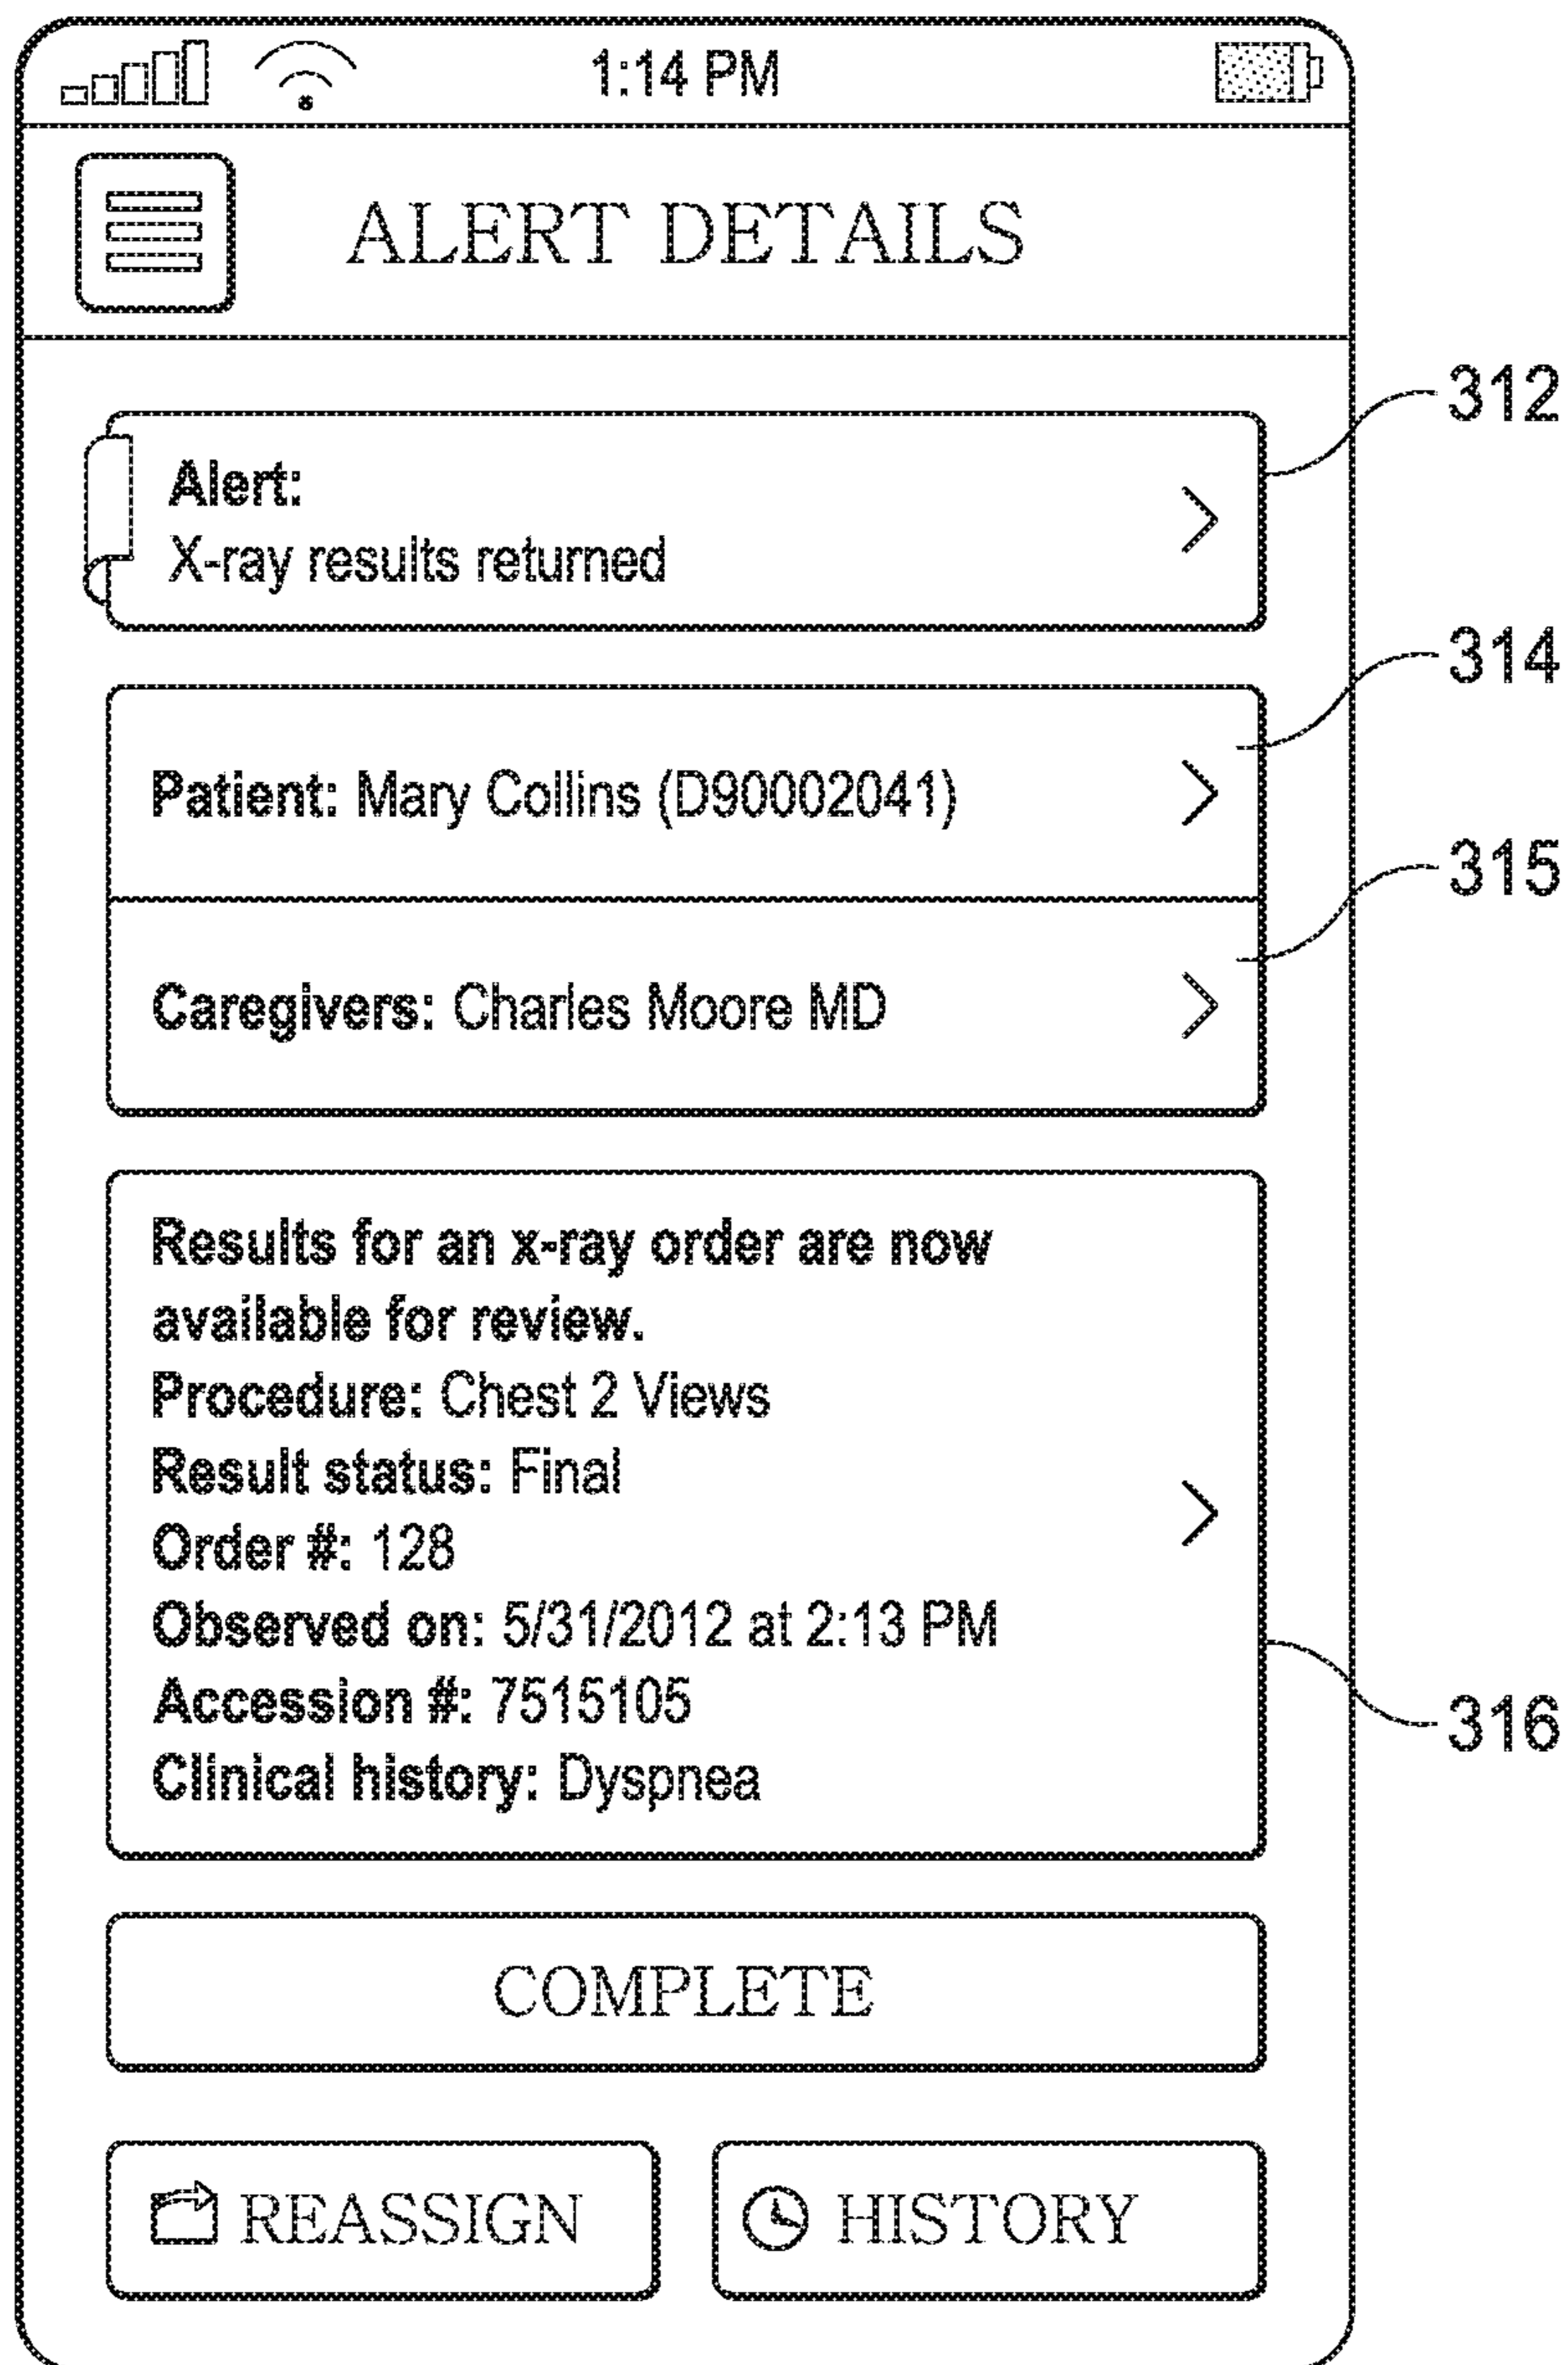 1:14 PM
ALERT DETAILS
312
Alert:
X-ray results returned
314
Patient: Mary Collins (D90002041)
315
Caregivers: Charles Moore MD
Results for an x-ray order are now
available for review.
Procedure: Chest 2 Views
Result status: Final
Order #: 128
Observed on: 5/31/2012 at 2:13 PM
Accession #: 7515105
316
Clinical history: Dyspnea
COMPLETE
REASSIGN
HISTORY